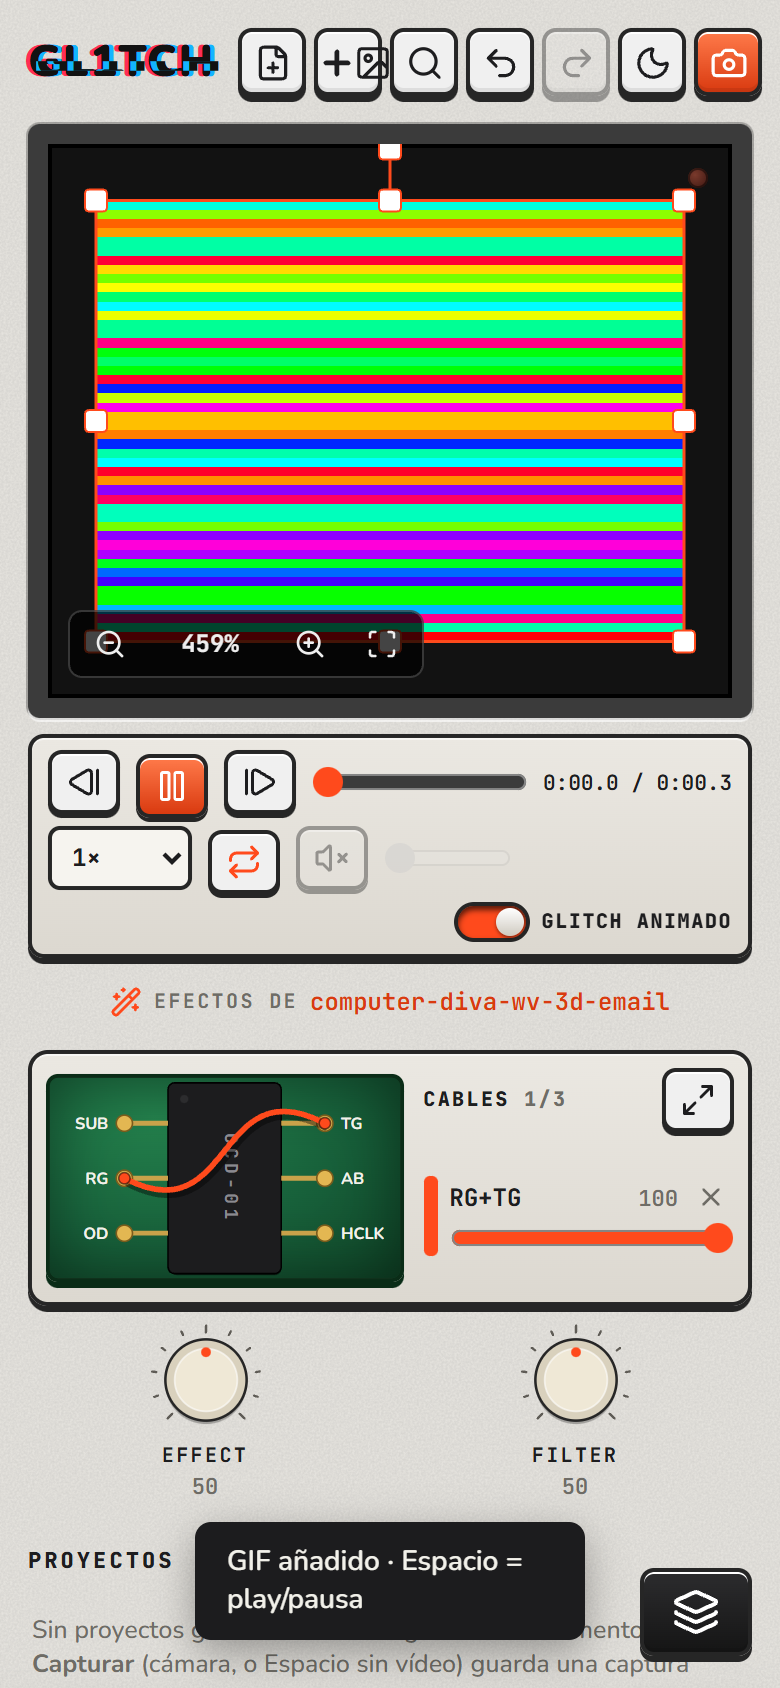 GL1TCH
459%
0:00.0 / 0:00.3
1×
GLITCH ANIMADO
EFECTOS DE computer-diva-wv-3d-email
SUB
TG
RG
AB
OD
HCLK
CCD-01
CABLES 1/3
RG+TG 100
EFFECT
50
FILTER
50
PROYECTOS
GIF añadido · Espacio =
play/pausa
Sin proyectos
Capturar (cámara, o Espacio sin vídeo) guarda una captura